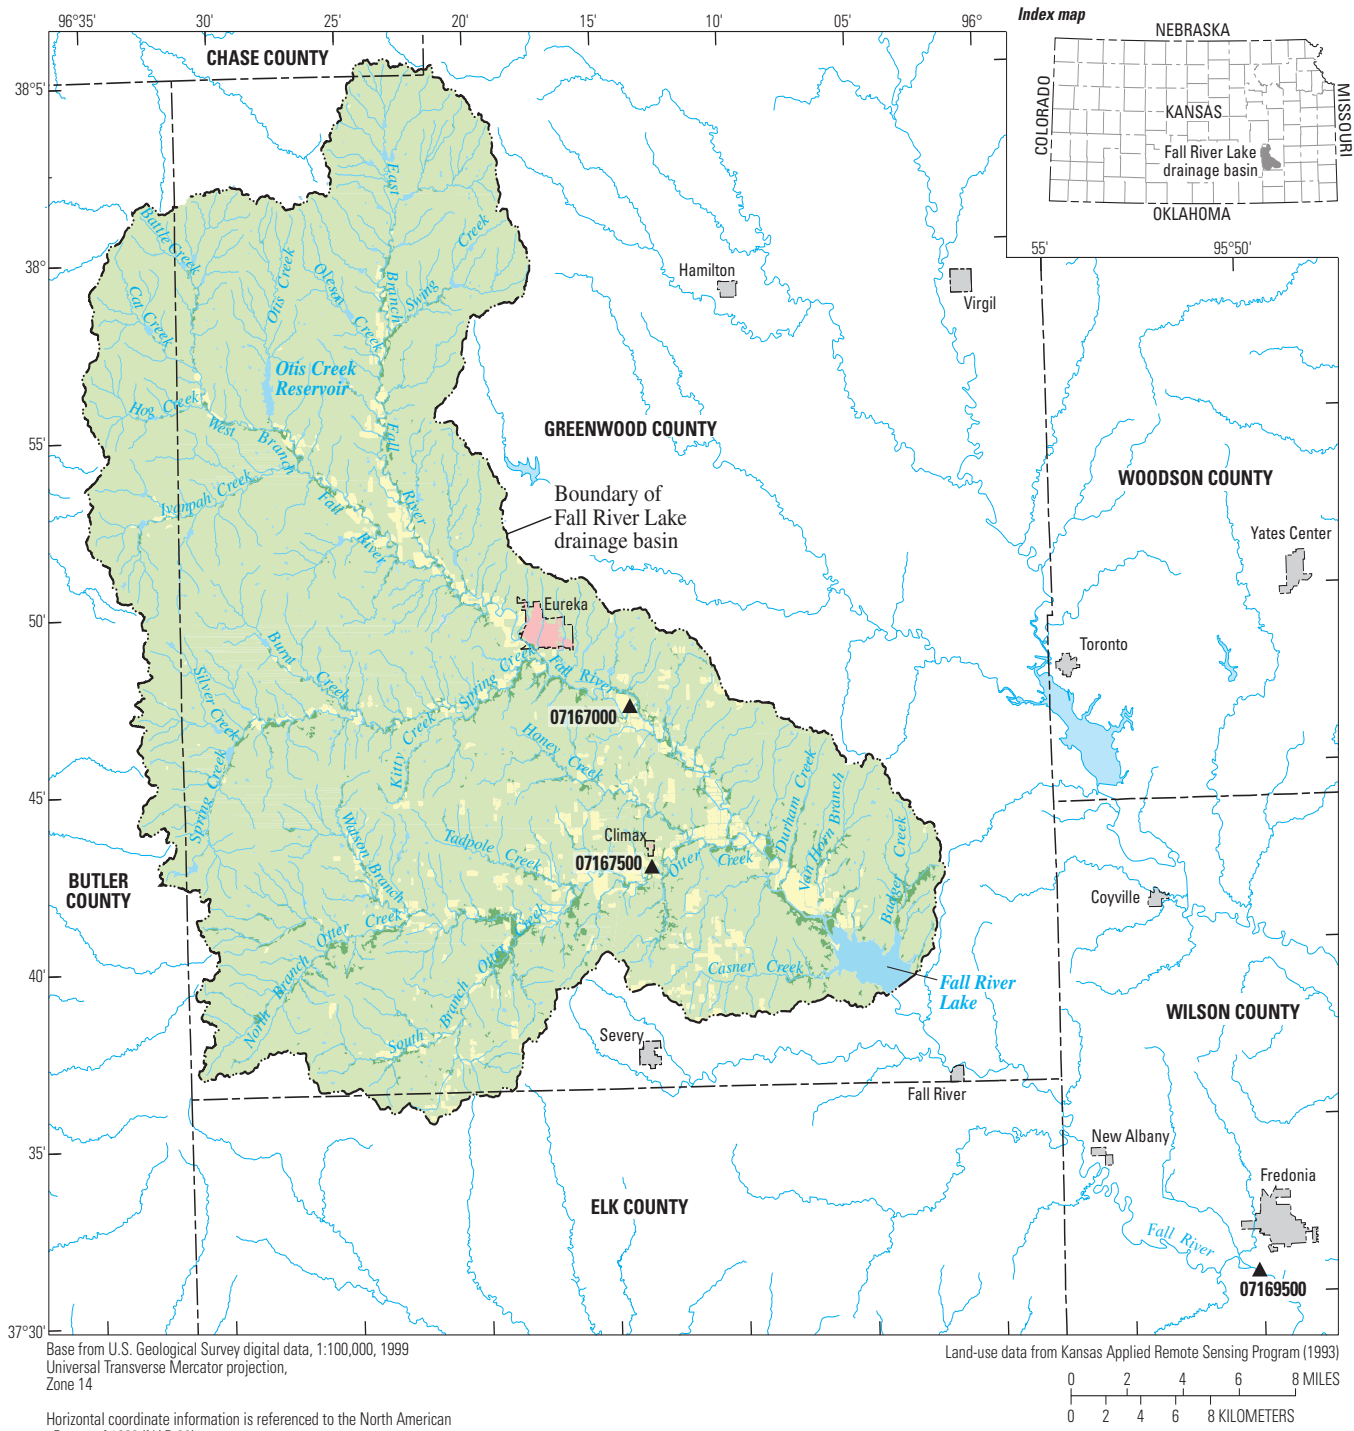 96°35'
30'
20'
15'
10'
05'
96°
Index map
NEBRASKA
COLORADO
KANSAS
MISSOURI
Fall River Lake
drainage basin
OKLAHOMA
55'
95°50'
CHASE COUNTY
38°5'
38°
55'
50'
45'
40'
35'
37°30'
East
Branch
Fall
River
Swing
Creek
Battle Creek
Cat Creek
Otis Creek
Oleson
Creek
Otis Creek
Reservoir
Hog Creek
West
Branch
Fall
River
Ivanpah Creek
Hamilton
Virgil
GREENWOOD COUNTY
WOODSON COUNTY
Boundary of
Fall River Lake
drainage basin
Yates Center
Eureka
Toronto
Burnt
Creek
Silver Creek
Spring Creek
Spring Creek
Kitty
Creek
Fall River
07167000
Honey
Creek
Durham Creek
Van Horn Branch
Badger Creek
Watson Branch
Tadpole Creek
Climax
07167500
Otter Creek
BUTLER
COUNTY
Coyville
North Branch Otter Creek
South Branch Otter Creek
Casner Creek
Fall River
Lake
WILSON COUNTY
Severy
Fall River
New Albany
Fredonia
ELK COUNTY
Fall River
07169500
Base from U.S. Geological Survey digital data, 1:100,000, 1999
Universal Transverse Mercator projection,
Zone 14
Land-use data from Kansas Applied Remote Sensing Program (1993)
0 2 4 6 8 MILES
0 2 4 6 8 KILOMETERS
Horizontal coordinate information is referenced to the North American